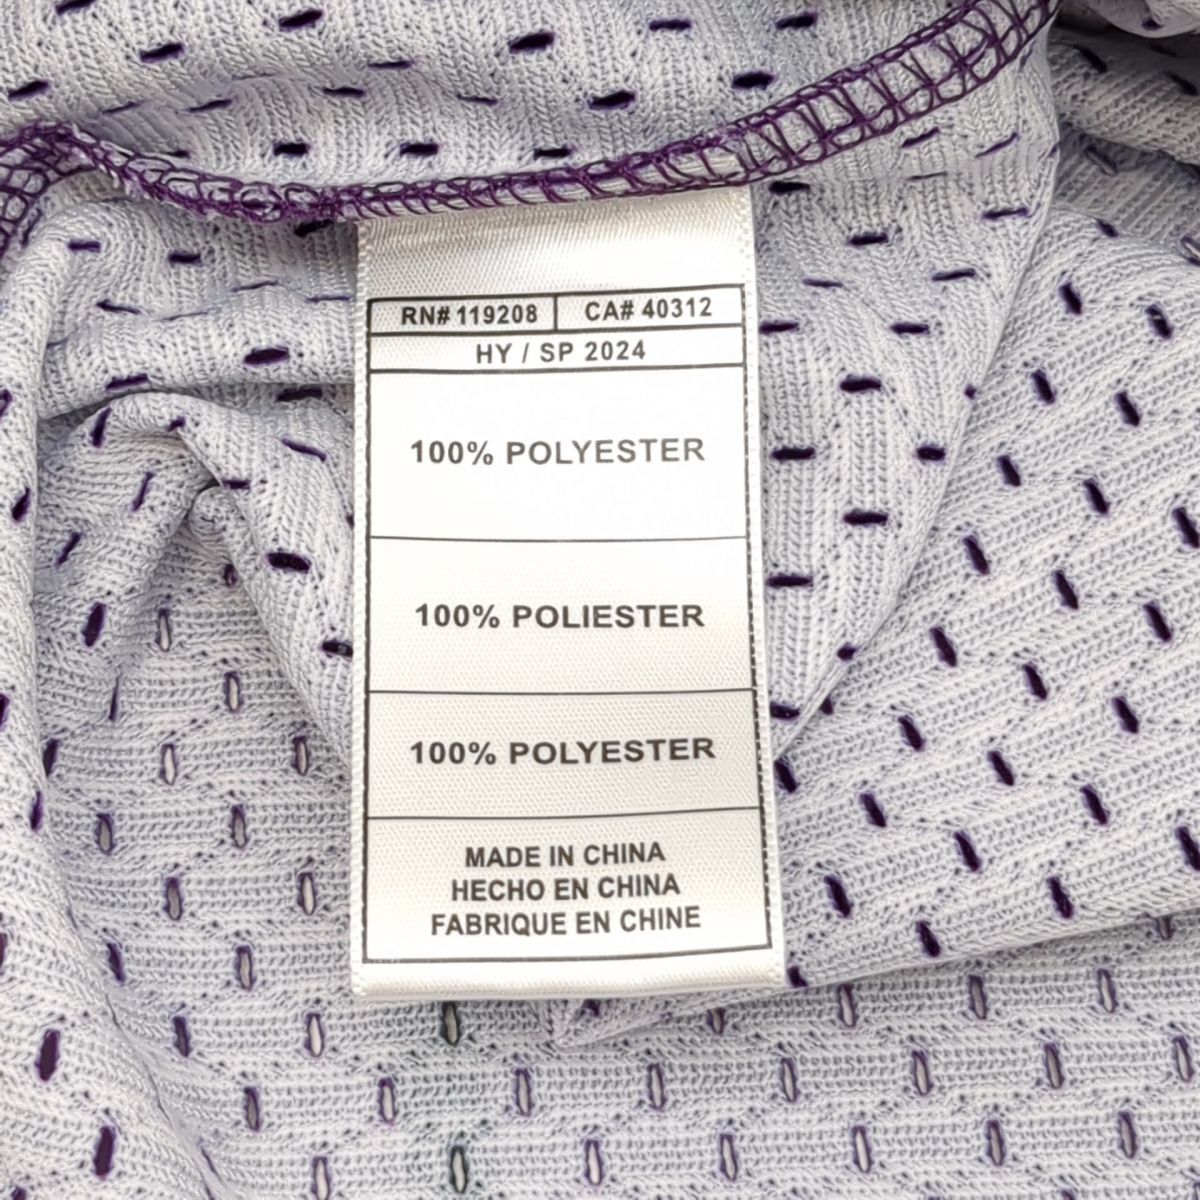 RN# 119208 CA# 40312
HY / SP 2024
100% POLYESTER
100% POLIESTER
100% POLYESTER
MADE IN CHINA
HECHO EN CHINA
FABRIQUE EN CHINE